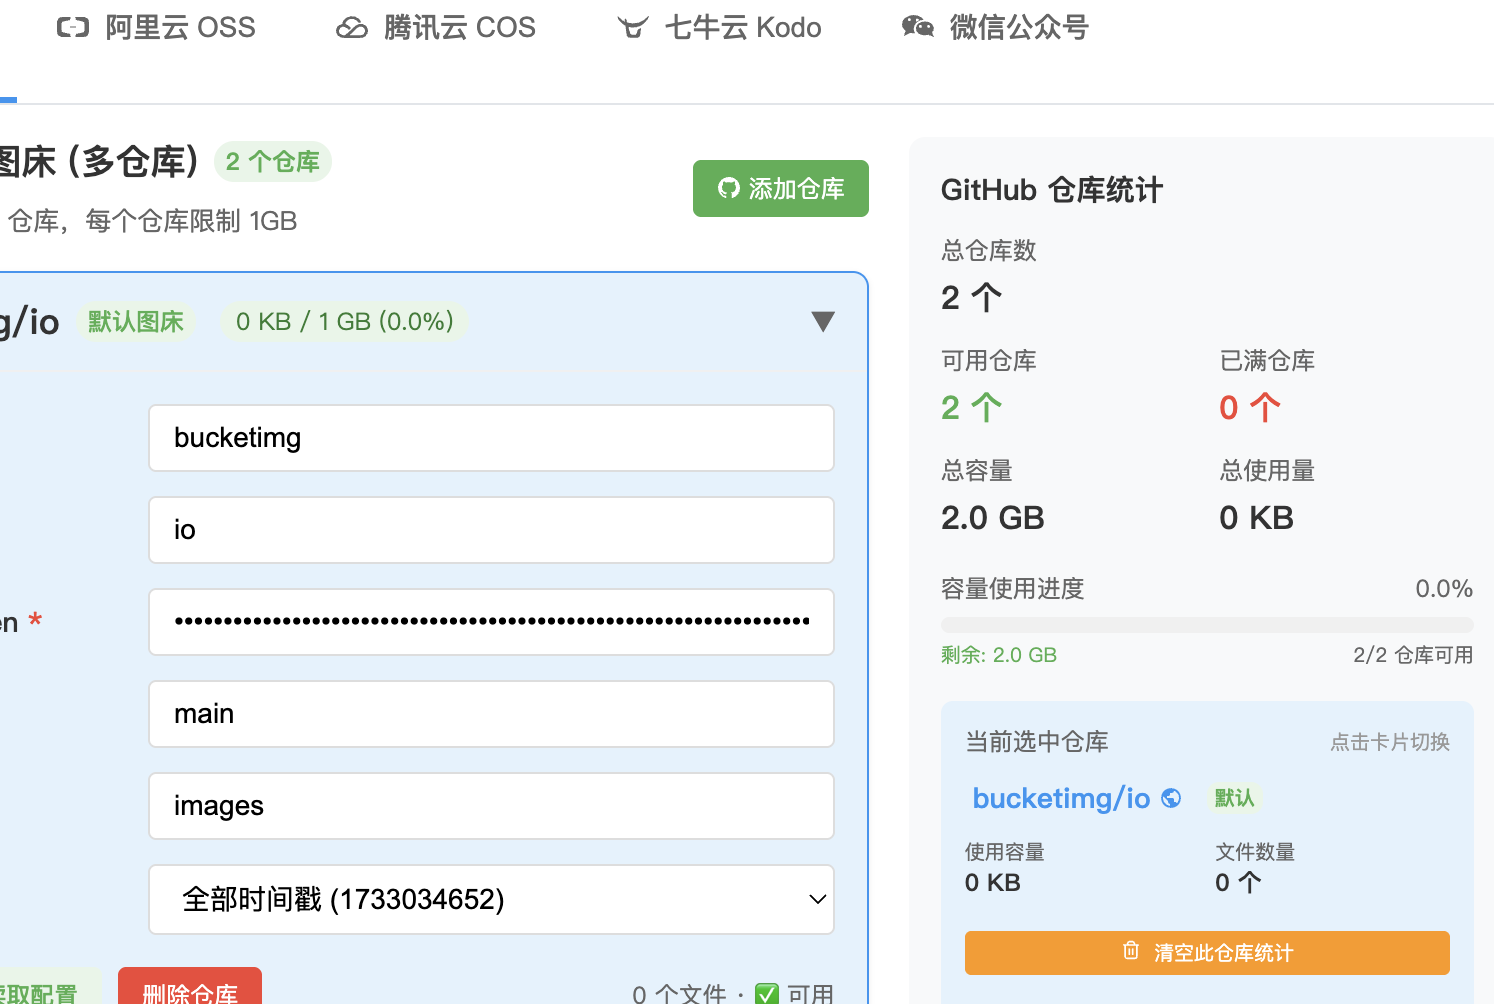 阿里云 OSS
腾讯云 COS
七牛云 Kodo
微信公众号
图床 (多仓库)
2 个仓库
仓库，每个仓库限制 1GB
添加仓库
g/io
默认图床
0 KB / 1 GB (0.0%)
▼
bucketimg
io
en *
••••••••••••••••••••••••••••••••••••••••••••••••••••••••••••••••
main
images
全部时间戳 (1733034652)
读取配置
删除仓库
0 个文件 · ✅ 可用
GitHub 仓库统计
总仓库数
2 个
可用仓库
2 个
已满仓库
0 个
总容量
2.0 GB
总使用量
0 KB
容量使用进度
0.0%
剩余: 2.0 GB
2/2 仓库可用
当前选中仓库
点击卡片切换
bucketimg/io
默认
使用容量
0 KB
文件数量
0 个
清空此仓库统计